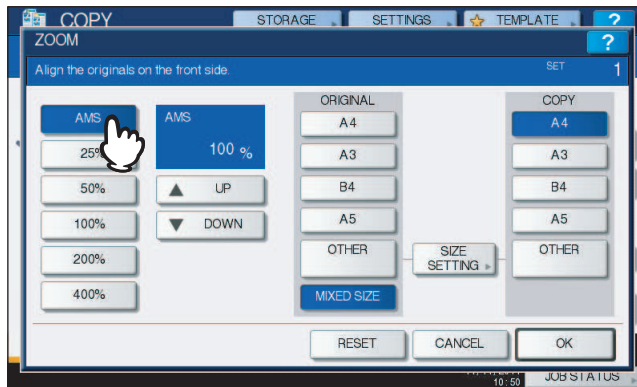 COPY
STORAGE
SETTINGS
TEMPLATE
?
ZOOM
?
Align the originals on the front side.
SET 1
AMS
25%
50%
100%
200%
400%
AMS
100 %
UP
DOWN
ORIGINAL
A4
A3
B4
A5
OTHER
MIXED SIZE
SIZE
SETTING
COPY
A4
A3
B4
A5
OTHER
RESET
CANCEL
OK
10:50
JOB STATUS